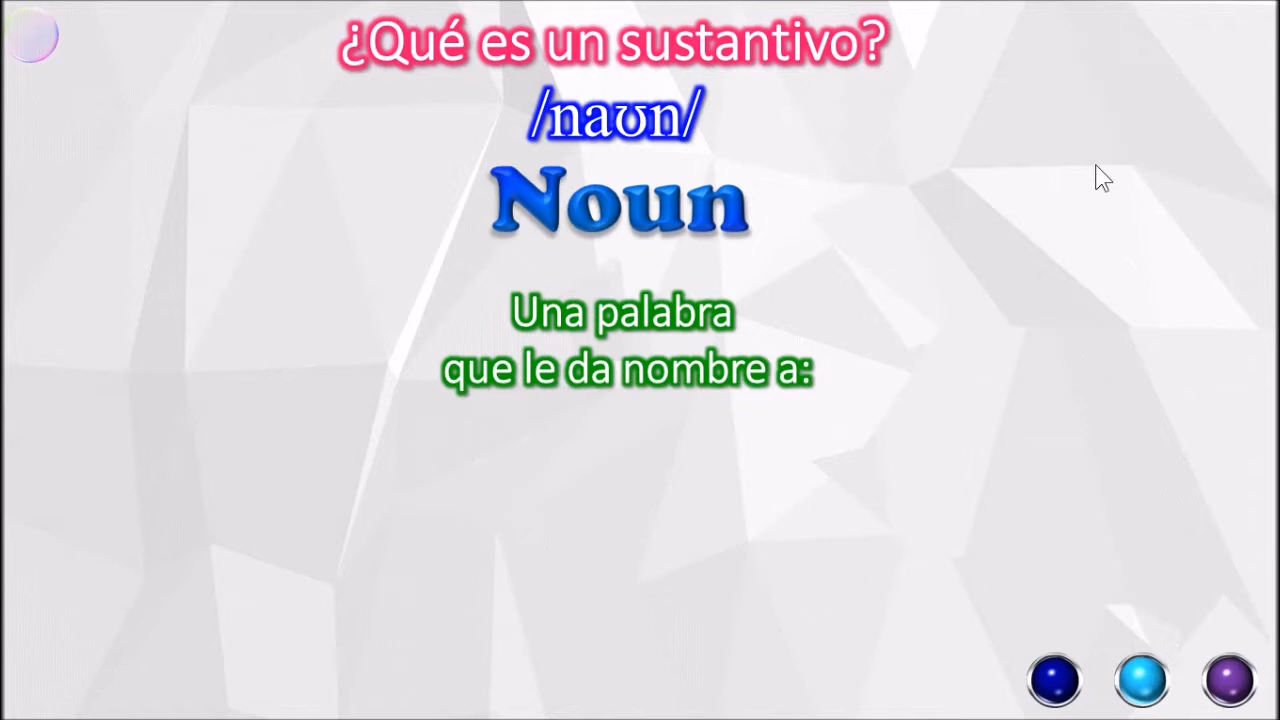 ¿Qué es un sustantivo?
/naʊn/
Noun
Una palabra
que le da nombre a: